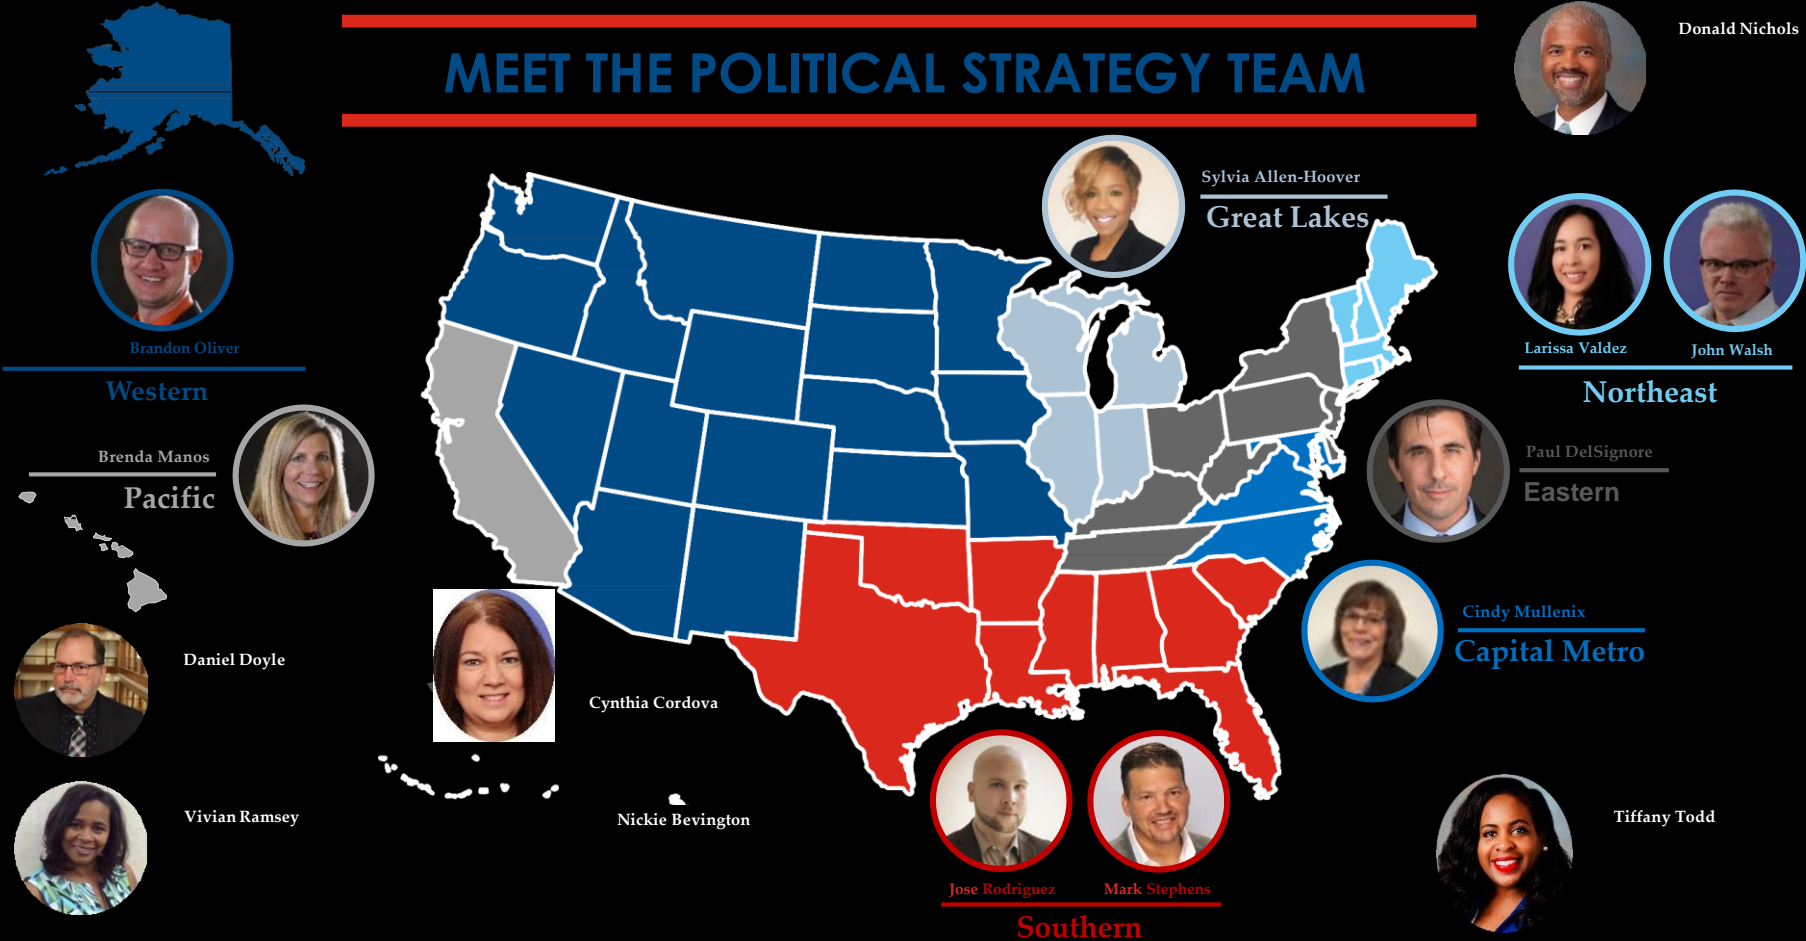 MEET THE POLITICAL STRATEGY TEAM
Donald Nichols
Sylvia Allen-Hoover
Great Lakes
Brandon Oliver
Western
Larissa Valdez
John Walsh
Northeast
Brenda Manos
Pacific
Paul DelSignore
Eastern
Cindy Mullenix
Capital Metro
Daniel Doyle
Cynthia Cordova
Vivian Ramsey
Nickie Bevington
Tiffany Todd
Jose Rodriguez
Mark Stephens
Southern